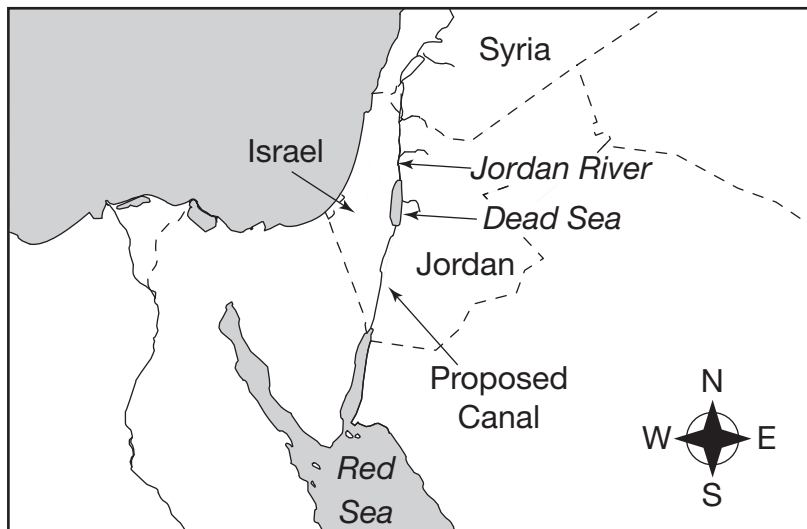 Syria
Israel
Jordan River
Dead Sea
Jordan
Proposed
Canal
Red
Sea
N
W E
S